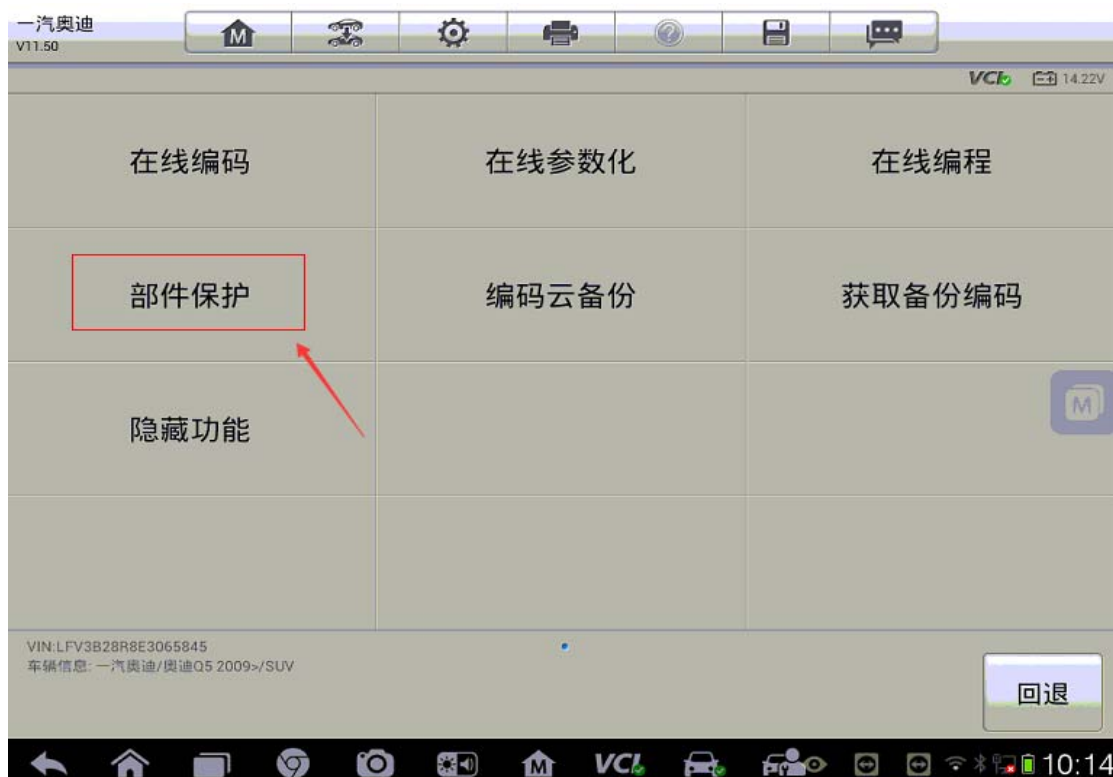 一汽奥迪
V11.50
M
VCI 14.22V
在线编码 在线参数化 在线编程
部件保护 编码云备份 获取备份编码
M
隐藏功能
VIN:LFV3B28R8E3065845
车辆信息: 一汽奥迪/奥迪Q5 2009>/SUV
回退
M VCI 10:14